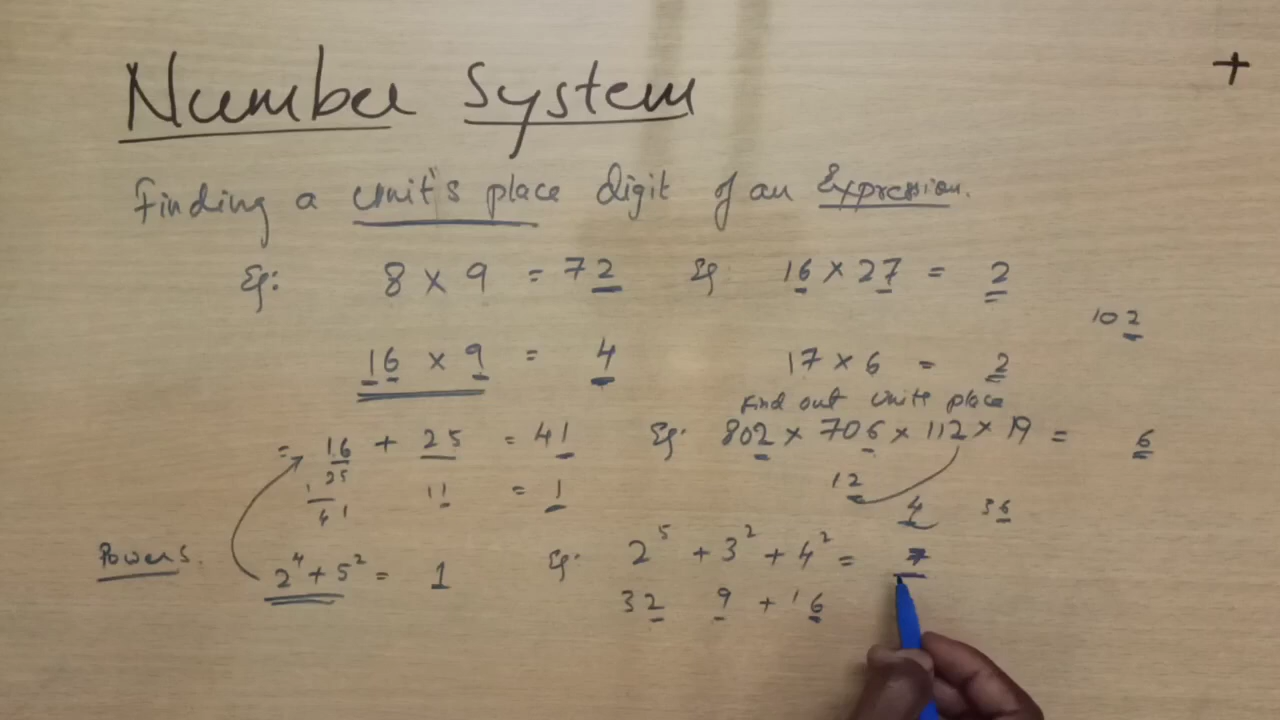 Number System
+
Finding a Unit's place digit of an Expression.
Eg: 8 × 9 = 72 Eg 16 × 27 = 2
102
16 × 9 = 4 17 × 6 = 2
Find out Units place
= 16 + 25 = 41 Eg: 802 × 706 × 112 × 19 = 6
25
41
11 = 1
12
4 36
Powers. 2⁴ + 5² = 1 Eg: 2⁵ + 3² + 4² = 7
32 9 + 16